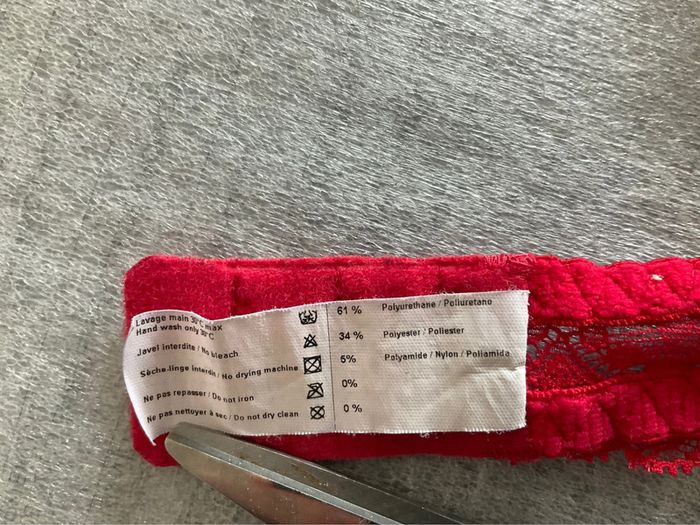 Lavage main 30°C max
Hand wash only 30°C
Javel interdite / No bleach
Sèche-linge interdit / No drying machine
Ne pas repasser / Do not iron
Ne pas nettoyer à sec / Do not dry clean
61 % Polyurethane / Poliuretano
34 % Polyester / Poliester
5% Polyamide / Nylon / Poliamida
0%
0 %